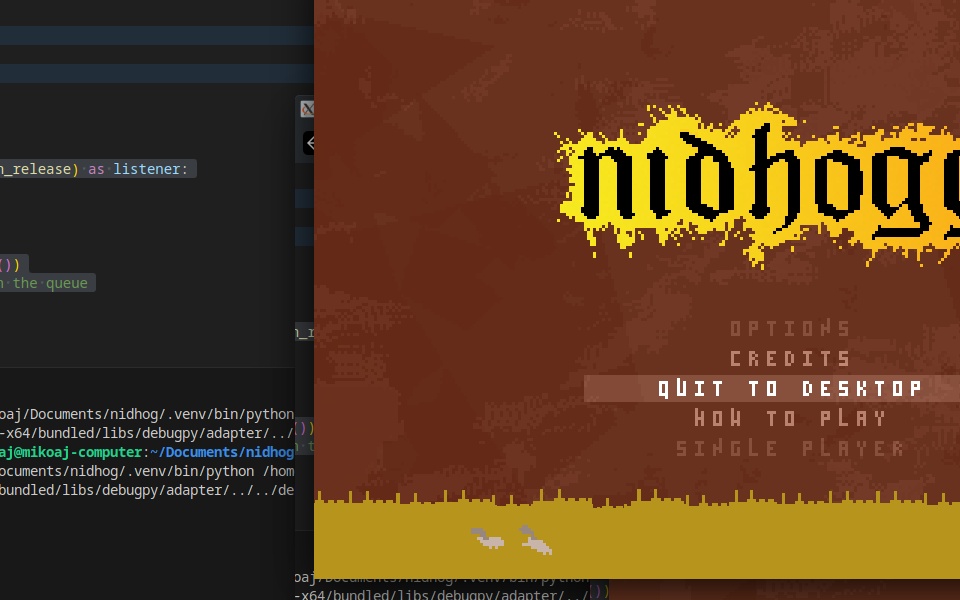 n_release) as listener:
())
n the queue
oaj/Documents/nidhog/.venv/bin/python
-x64/bundled/libs/debugpy/adapter/../
aj@mikoaj-computer:~/Documents/nidhog
ocuments/nidhog/.venv/bin/python /hom
bundled/libs/debugpy/adapter/../../de
n_r
())
n t
nidhogg
OPTIONS
CREDITS
QUIT TO DESKTOP
HOW TO PLAY
SINGLE PLAYER
oaj/Documents/nidhog/.venv/bin/python
-x64/bundled/libs/debugpy/adapter/../
())